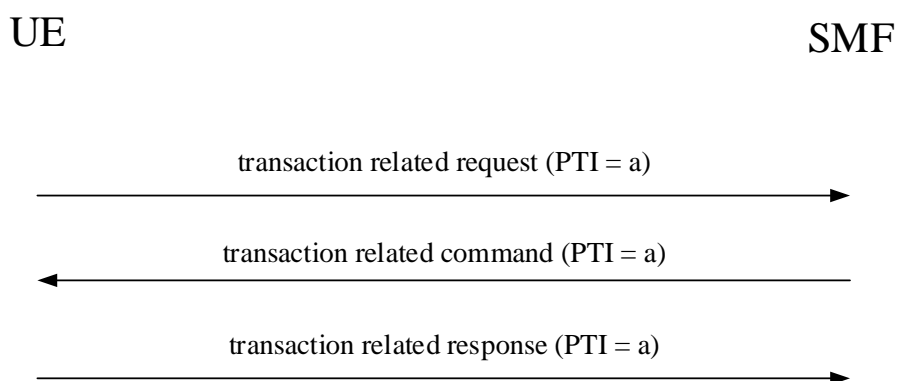 UE
SMF
transaction related request (PTI = a)
transaction related command (PTI = a)
transaction related response (PTI = a)